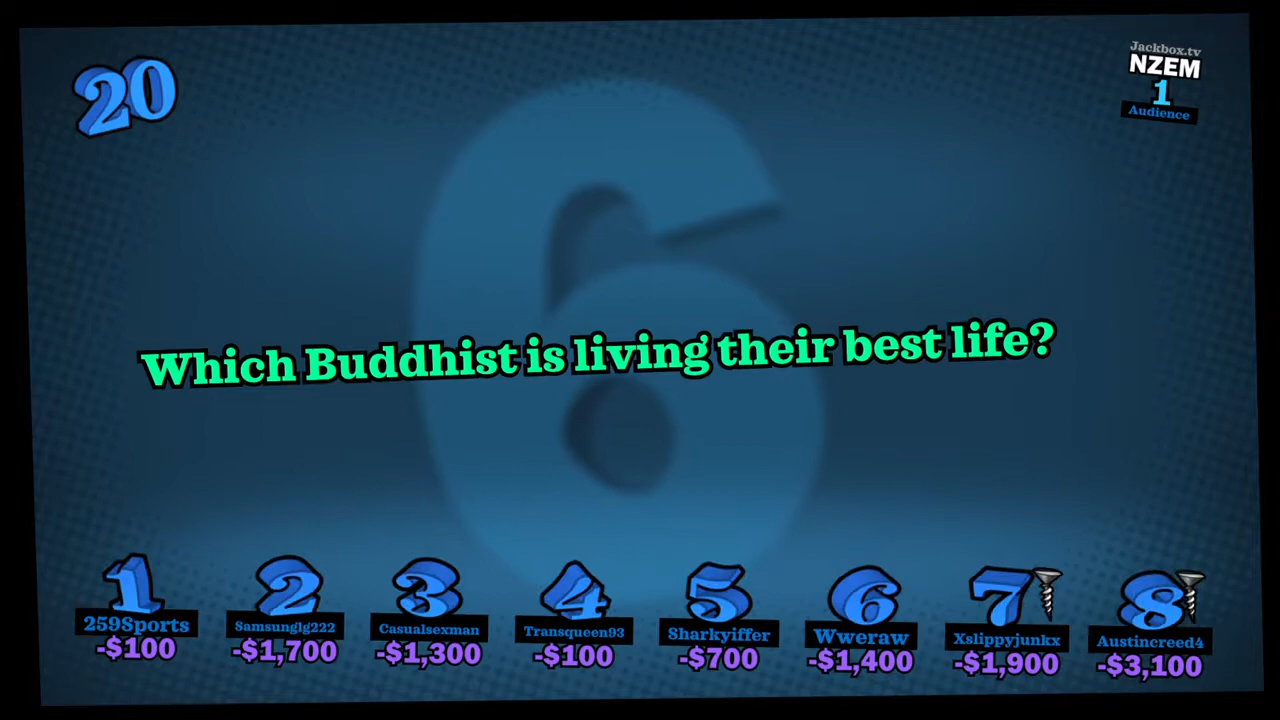 20
Jackbox.tv
NZEM
1
Audience
6
Which Buddhist is living their best life?
1 2 3 4 5 6 7 8
259Sports Samsunglg222 Casualsexman Transqueen93 Sharkyiffer Wweraw Xslippyjunkx Austincreed4
-$100 -$1,700 -$1,300 -$100 -$700 -$1,400 -$1,900 -$3,100